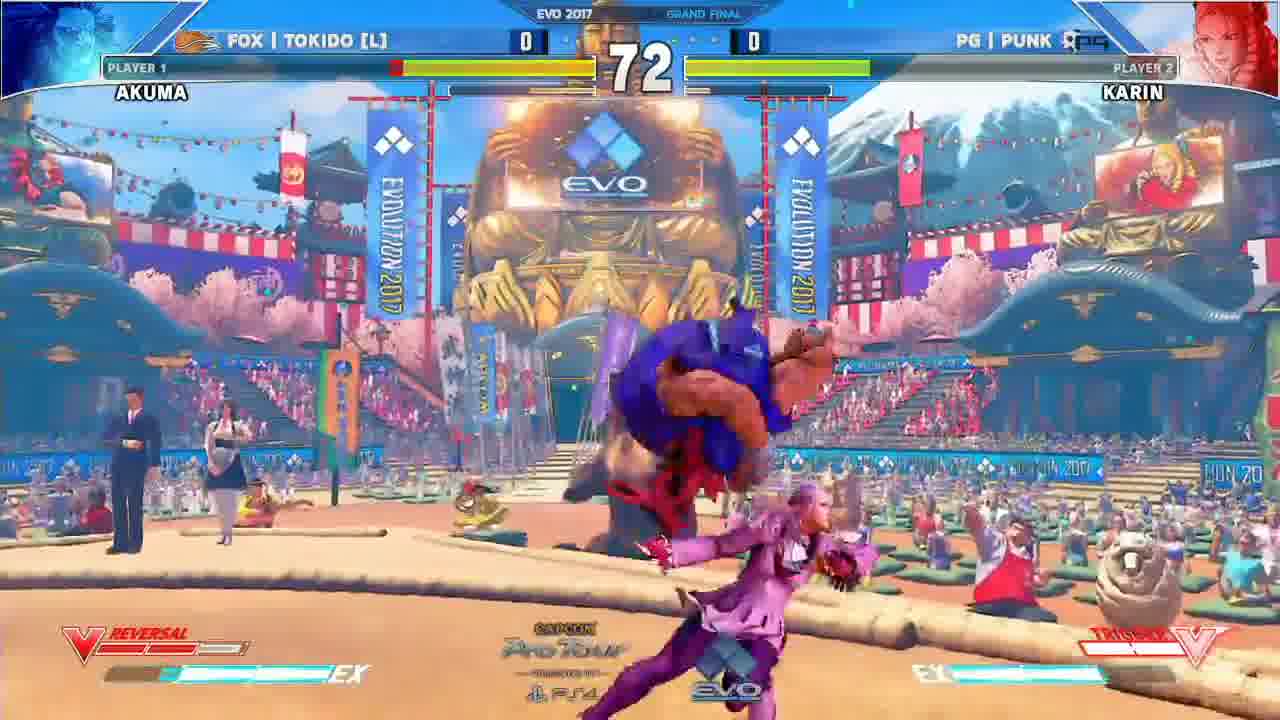 EVO 2017 GRAND FINAL
FOX | TOKIDO [L] 0 72 0 PG | PUNK
PLAYER 1 PLAYER 2
AKUMA KARIN
EVO
EVOLUTION 2017
EVOLUTION 2017
REVERSAL
TRIGGER
EX EX
CAPCOM
PRO TOUR
PS4
EVO